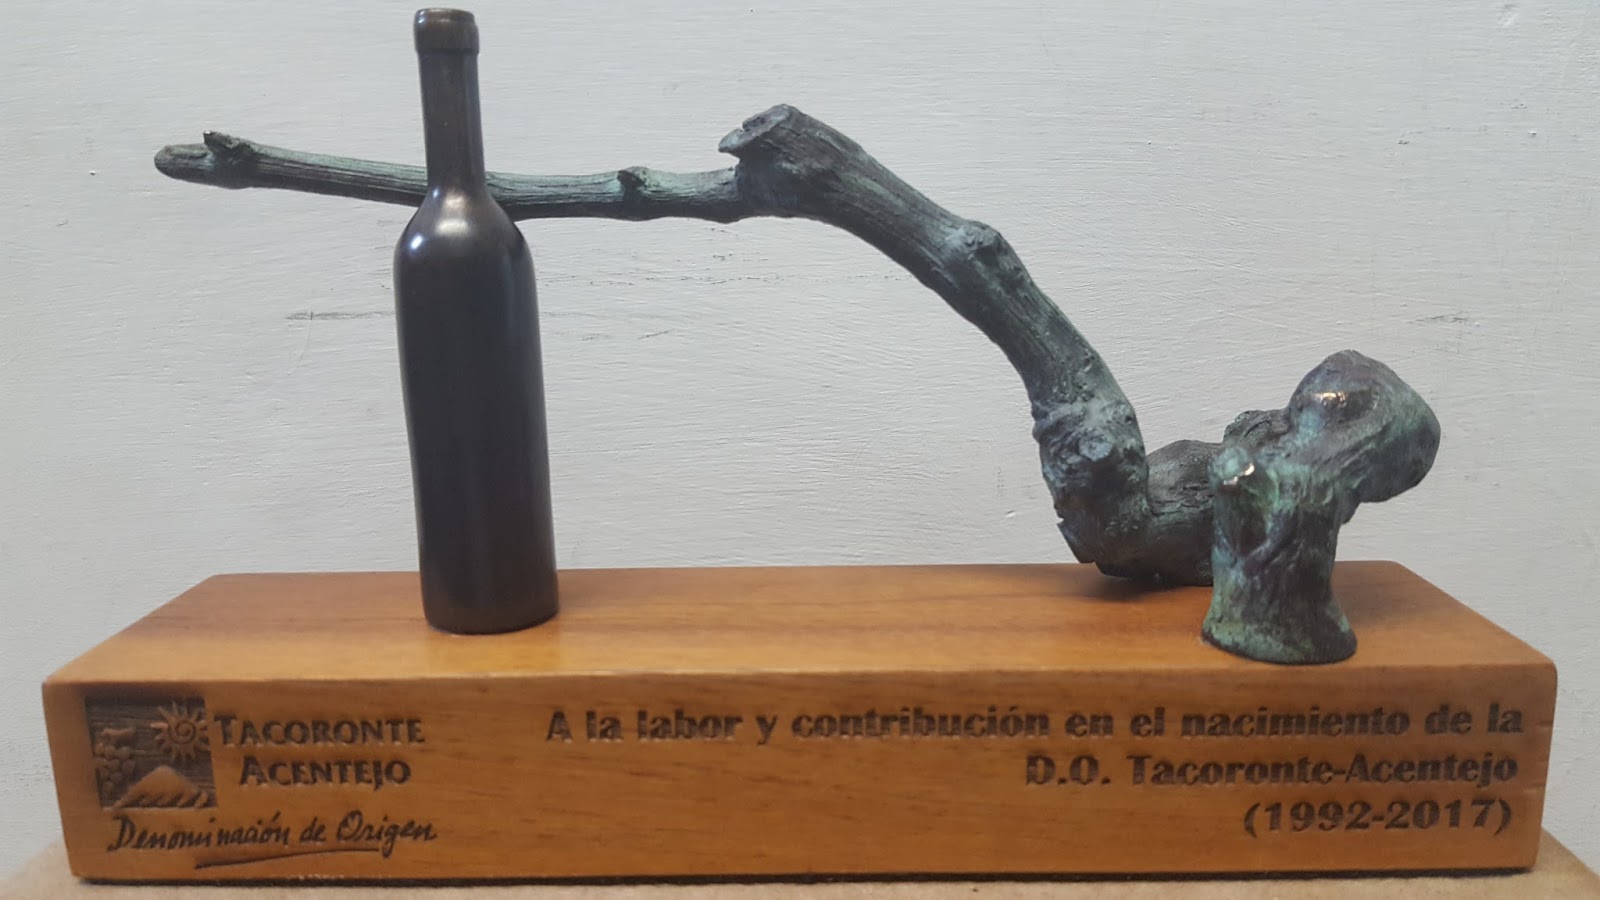 TACORONTE
ACENTEJO
Denominación de Origen
A la labor y contribución en el nacimiento de la
D.O. Tacoronte-Acentejo
(1992-2017)